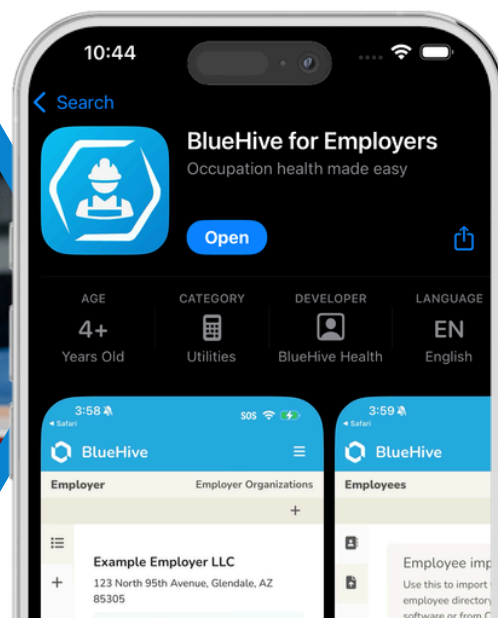 10:44
Search
BlueHive for Employers
Occupation health made easy
Open
AGE
4+
Years Old
CATEGORY
Utilities
DEVELOPER
BlueHive Health
LANGUAGE
EN
English
3:58
Safari
SOS
BlueHive
Employer
Employer Organizations
+
+
Example Employer LLC
123 North 95th Avenue, Glendale, AZ
85305
3:59
Safari
BlueHive
Employees
Employee imp
Use this to import
employee directory
software or from C